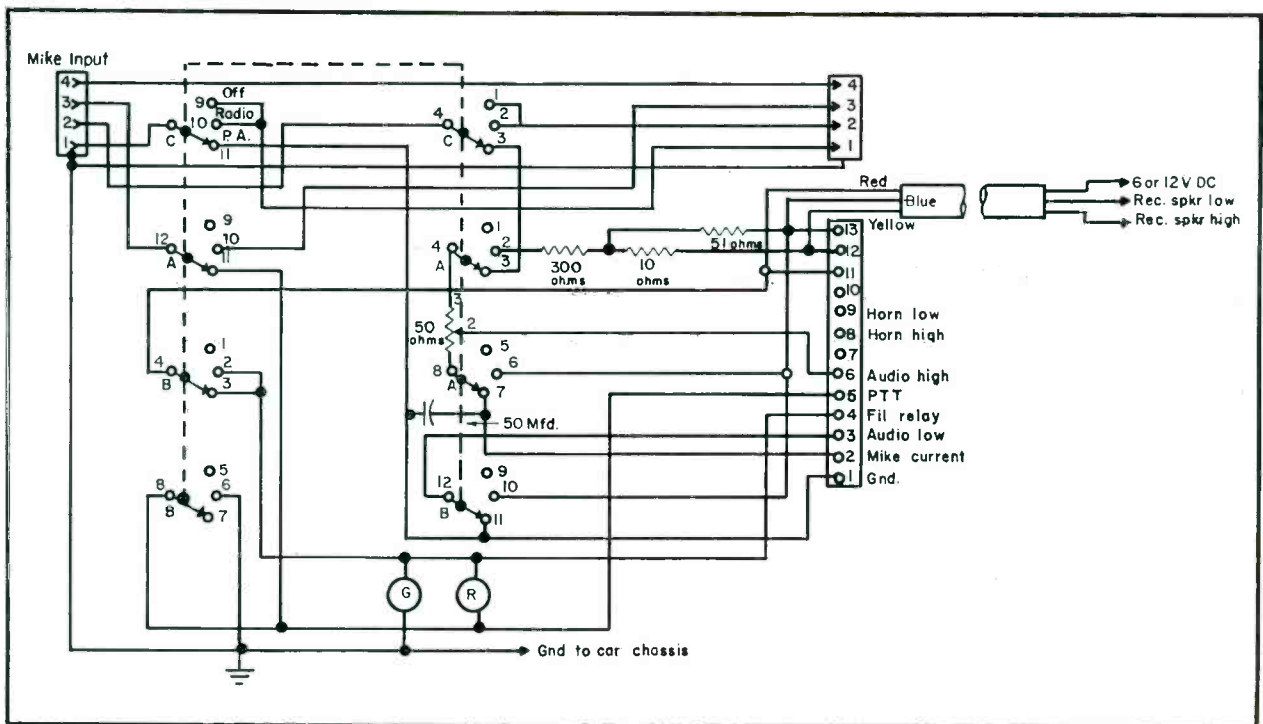 Mike Input
4
3
2
1
9 Off
10 Radio
P.A.
C 11
4 1
2
C 3
4
3
2
1
Red
Blue
Yellow
6 or 12V DC
Rec. spkr low
Rec. spkr high
9
12 10
A 11
1
4 2
A 3
300 ohms
10 ohms
51 ohms
13
12
11
10
9 Horn low
8 Horn high
7
6 Audio high
5 PTT
4 Fil relay
3 Audio low
2 Mike current
1 Gnd.
3
50 ohms
2
1
4 2
B 3
5
8 6
A 7
50 Mfd.
5
8 6
8 7
9
12 10
B 11
G
R
Gnd to car chassis